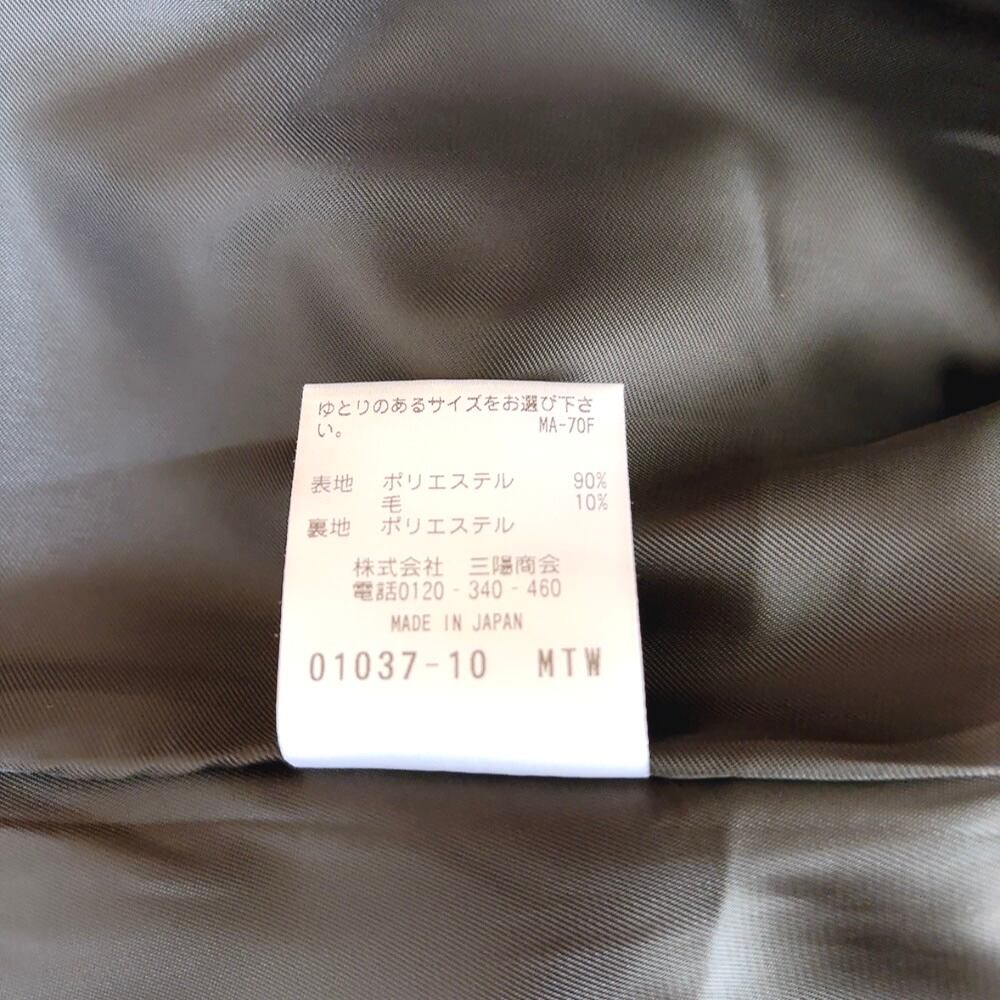 ゆとりのあるサイズをお選び下さ
い。 MA-70F
表地 ポリエステル 90%
毛 10%
裏地 ポリエステル
株式会社 三陽商会
電話0120-340-460
MADE IN JAPAN
01037-10 MTW